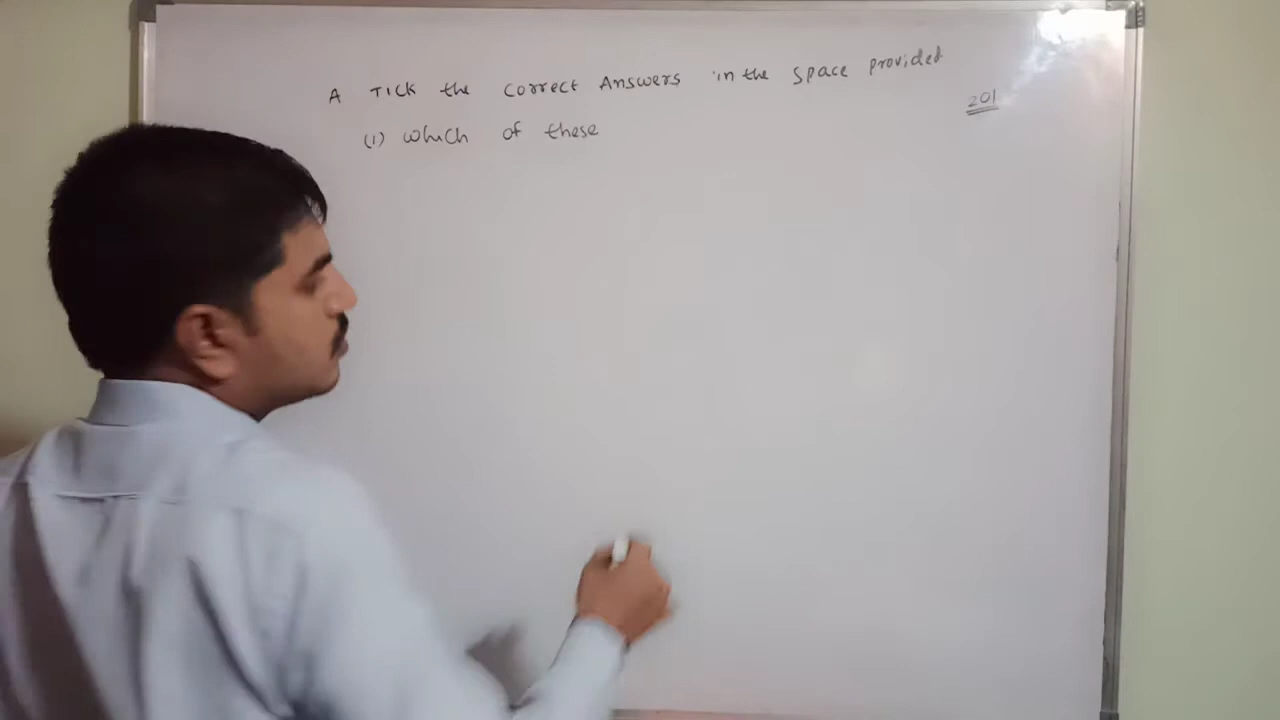 A TICK the correct Answers in the space provided
201
(1) which of these